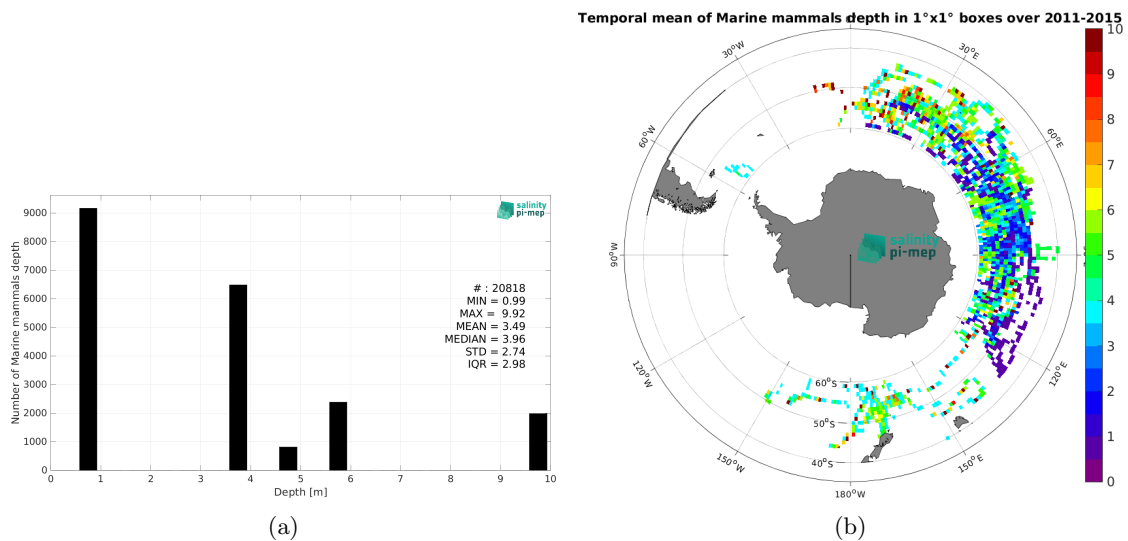 Number of Marine mammals depth
9000
8000
7000
6000
5000
4000
3000
2000
1000
0
0 1 2 3 4 5 6 7 8 9 10
Depth [m]
salinity
pi-mep
# : 20818
MIN = 0.99
MAX = 9.92
MEAN = 3.49
MEDIAN = 3.96
STD = 2.74
IQR = 2.98
(a)
Temporal mean of Marine mammals depth in 1°x1° boxes over 2011-2015
30°W
30°E
60°W
60°E
90°W
120°W
120°E
150°W
150°E
180°W
60°S
50°S
40°S
salinity
pi-mep
10
9
8
7
6
5
4
3
2
1
0
(b)